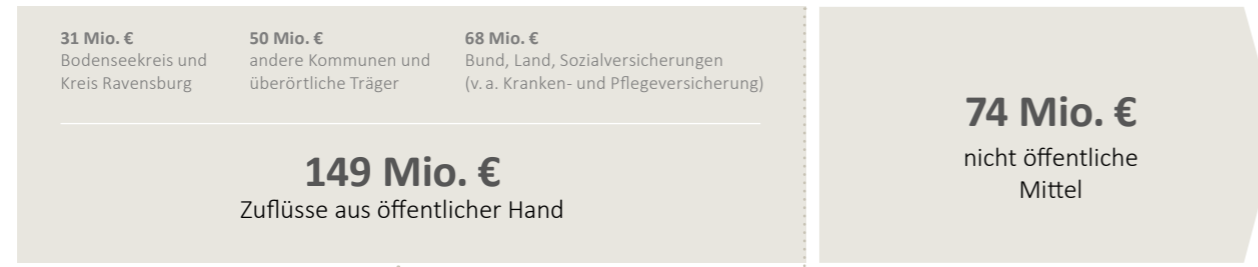 31 Mio. €
Bodenseekreis und
Kreis Ravensburg
50 Mio. €
andere Kommunen und
überörtliche Träger
68 Mio. €
Bund, Land, Sozialversicherungen
(v. a. Kranken- und Pflegeversicherung)
149 Mio. €
Zuflüsse aus öffentlicher Hand
74 Mio. €
nicht öffentliche
Mittel